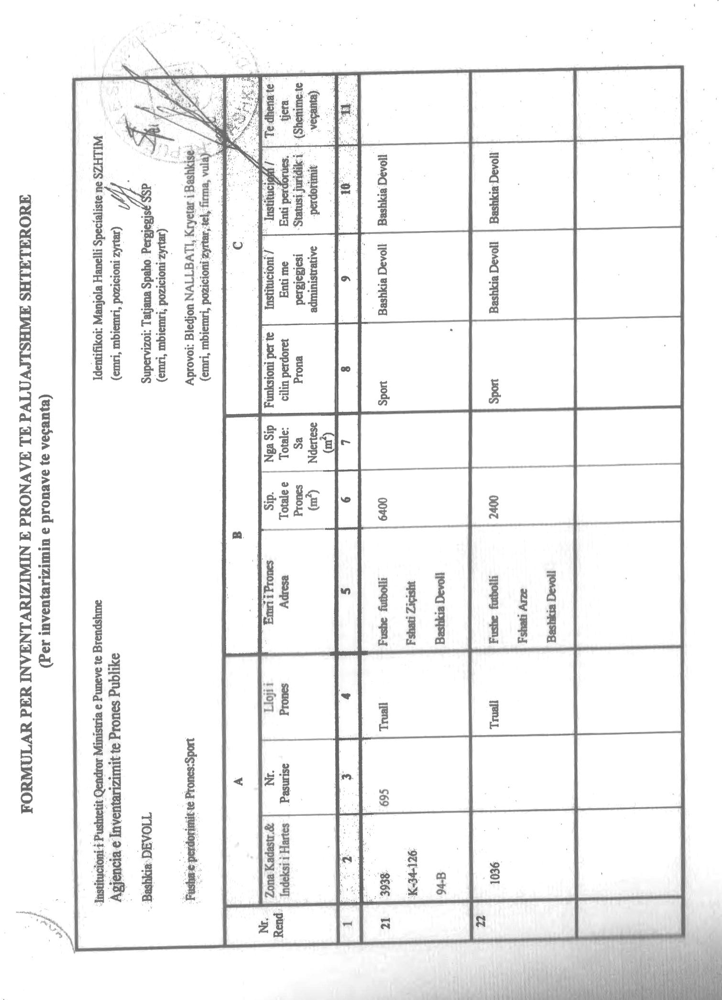 FORMULAR PER INVENTARIZIMIN E PRONAVE TE PALUAJTSHME SHTETERORE
(Per inventarizimin e pronave te veçanta)
Institucioni i Pushtetit Qendror Ministria e Puneve te Brendshme
Agjencia e Inventarizimit te Prones Publike
Bashkia DEVOLL
Fusha e perdorimit te Prones:Sport
Identifikoi: Manjola Hanelli Specialiste ne SZHTIM
(emri, mbiemri, pozicioni zyrtar)
Supervizoi: Tatjana Spaho Pergjegjse SSP
(emri, mbiemri, pozicioni zyrtar)
Aprovoi: Bledjon NALLBATI, Kryetar i Bashkise
(emri, mbiemri, pozicioni zyrtar, tel, firma, vula)
A
B
C
Nr.
Rend
Zona Kadastr.&
Indeksi i Hartes
Nr.
Pasurise
Lloji i
Prones
Emri i Prones
Adresa
Sip.
Totale e
Prones
(m²)
Nga Sip
Totale:
Sa
Ndertese
(m²)
Funksioni per te
cilin perdoret
Prona
Institucioni /
Enti me
pergjegjesi
administrative
Institucioni /
Enti perdorues.
Statusi juridik i
perdorimit
Te dhena te
tjera
(Shenime te
veçanta)
1 2 3 4 5 6 7 8 9 10 11
21
3938
K-34-126
94-B
695
Truall
Fushe futbolli
Fshati Ziçisht
Bashkia Devoll
6400
Sport
Bashkia Devoll
Bashkia Devoll
22
1036
Truall
Fushe futbolli
Fshati Arze
Bashkia Devoll
2400
Sport
Bashkia Devoll
Bashkia Devoll